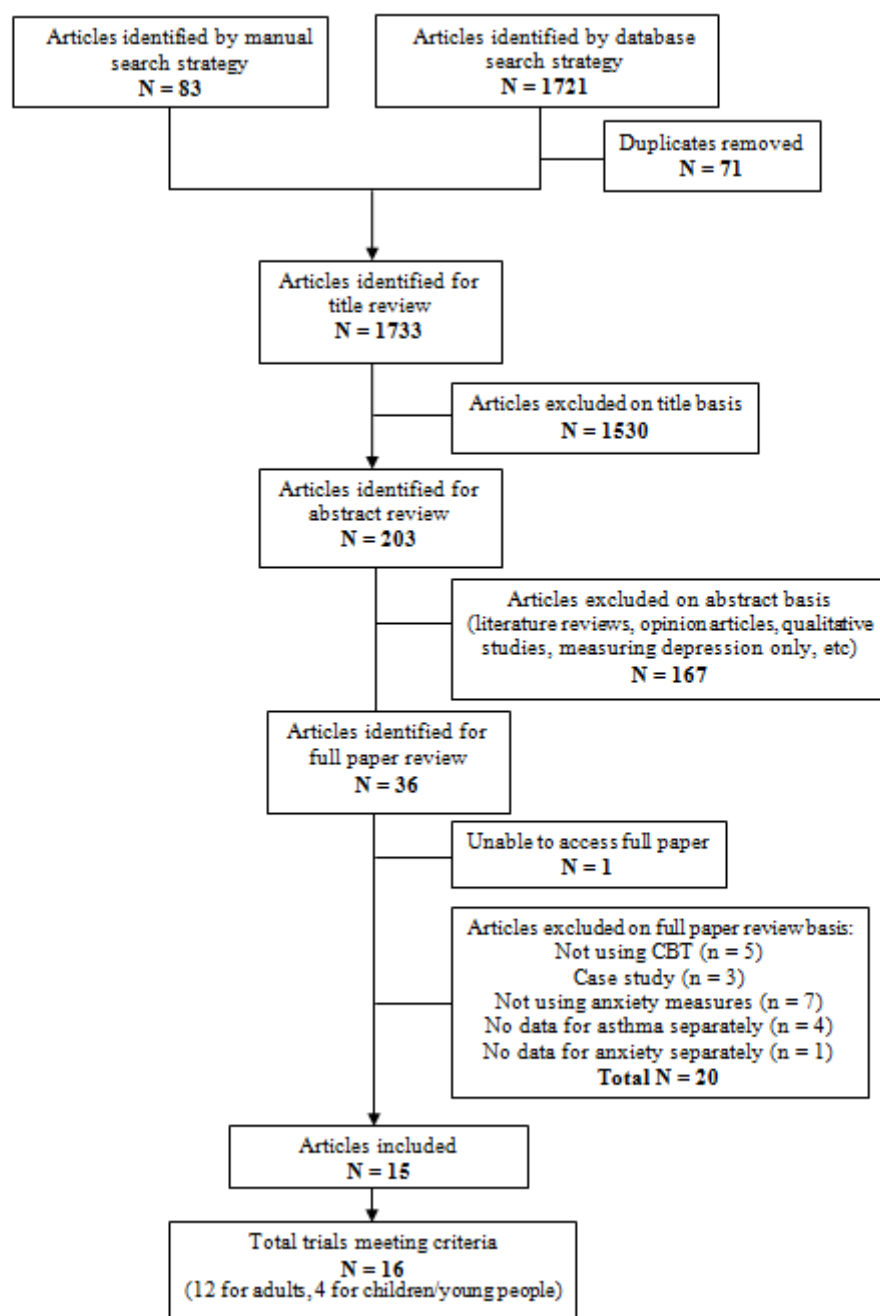 Articles identified by manual
search strategy
N = 83
Articles identified by database
search strategy
N = 1721
Duplicates removed
N = 71
Articles identified for
title review
N = 1733
Articles excluded on title basis
N = 1530
Articles identified for
abstract review
N = 203
Articles excluded on abstract basis
(literature reviews, opinion articles, qualitative
studies, measuring depression only, etc)
N = 167
Articles identified for
full paper review
N = 36
Unable to access full paper
N = 1
Articles excluded on full paper review basis:
Not using CBT (n = 5)
Case study (n = 3)
Not using anxiety measures (n = 7)
No data for asthma separately (n = 4)
No data for anxiety separately (n = 1)
Total N = 20
Articles included
N = 15
Total trials meeting criteria
N = 16
(12 for adults, 4 for children/young people)